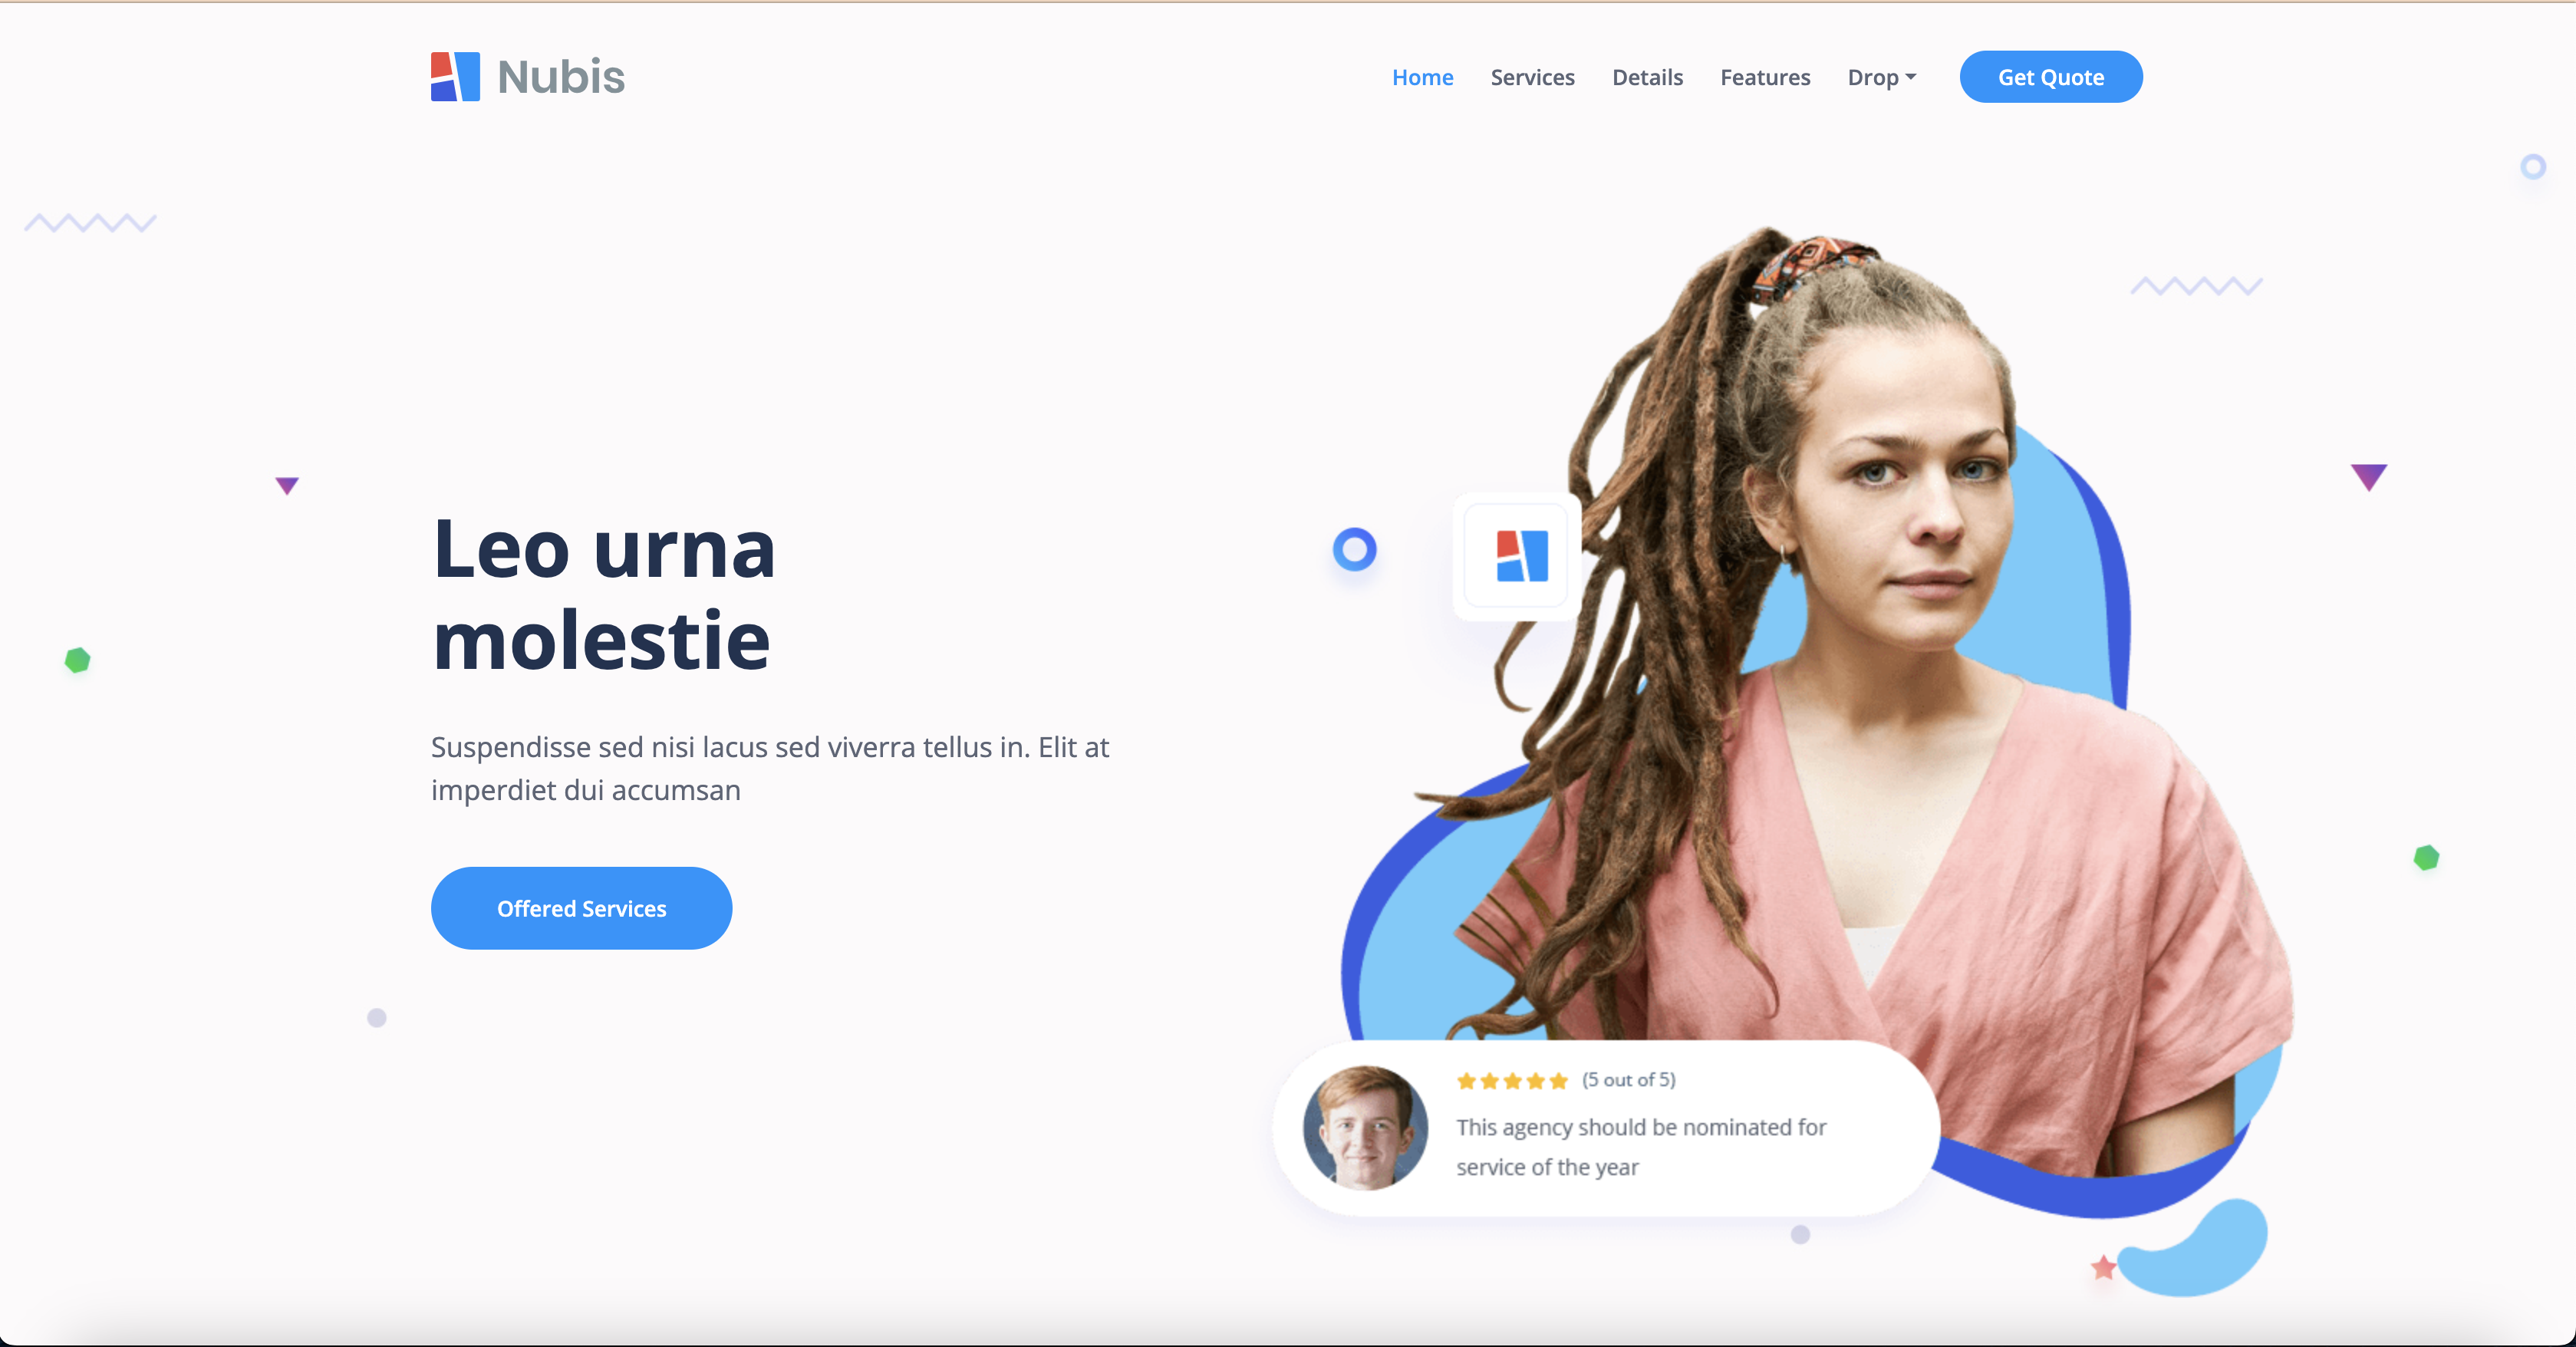 Nubis
Home
Services
Details
Features
Drop
Get Quote
Leo urna
molestie
Suspendisse sed nisi lacus sed viverra tellus in. Elit at
imperdiet dui accumsan
Offered Services
(5 out of 5)
This agency should be nominated for
service of the year